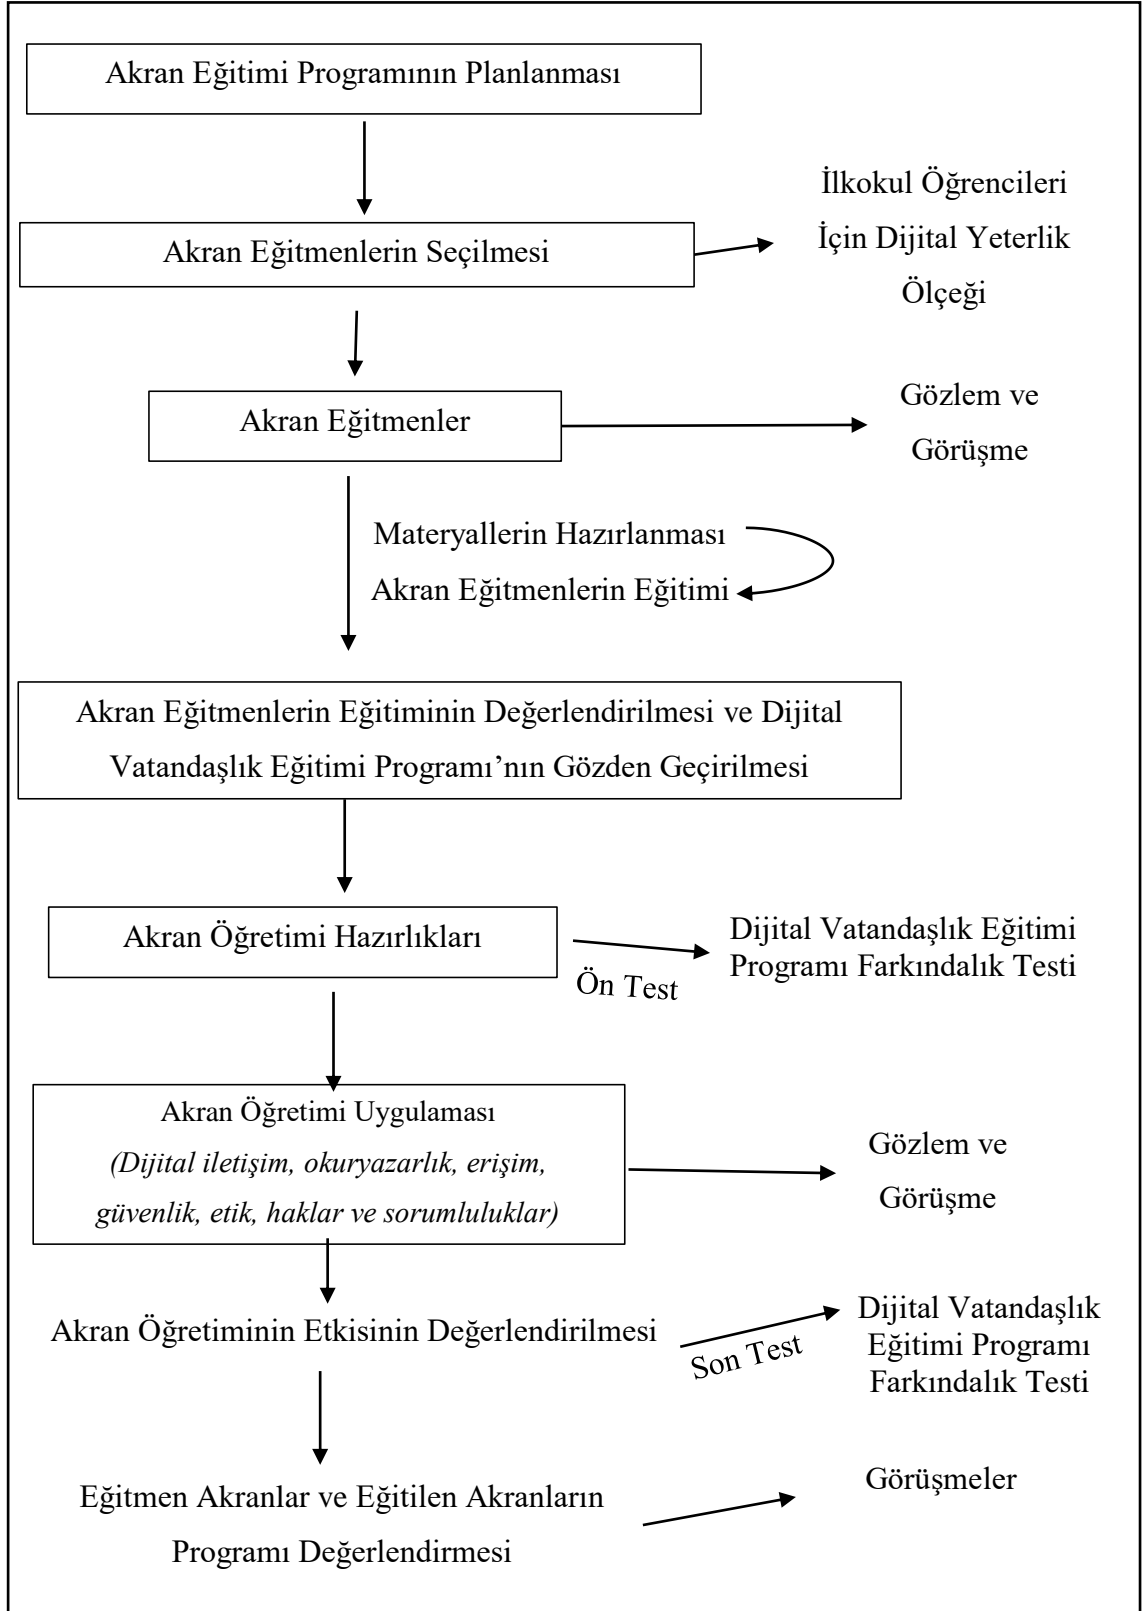 Akran Eğitimi Programının Planlanması
İlkokul Öğrencileri
İçin Dijital Yeterlik
Ölçeği
Akran Eğitmenlerin Seçilmesi
Akran Eğitmenler
Gözlem ve
Görüşme
Materyallerin Hazırlanması
Akran Eğitmenlerin Eğitimi
Akran Eğitmenlerin Eğitiminin Değerlendirilmesi ve Dijital
Vatandaşlık Eğitimi Programı’nın Gözden Geçirilmesi
Akran Öğretimi Hazırlıkları
Ön Test
Dijital Vatandaşlık Eğitimi
Programı Farkındalık Testi
Akran Öğretimi Uygulaması
(Dijital iletişim, okuryazarlık, erişim,
güvenlik, etik, haklar ve sorumluluklar)
Gözlem ve
Görüşme
Akran Öğretiminin Etkisinin Değerlendirilmesi
Son Test
Dijital Vatandaşlık
Eğitimi Programı
Farkındalık Testi
Eğitmen Akranlar ve Eğitilen Akranların
Programı Değerlendirmesi
Görüşmeler